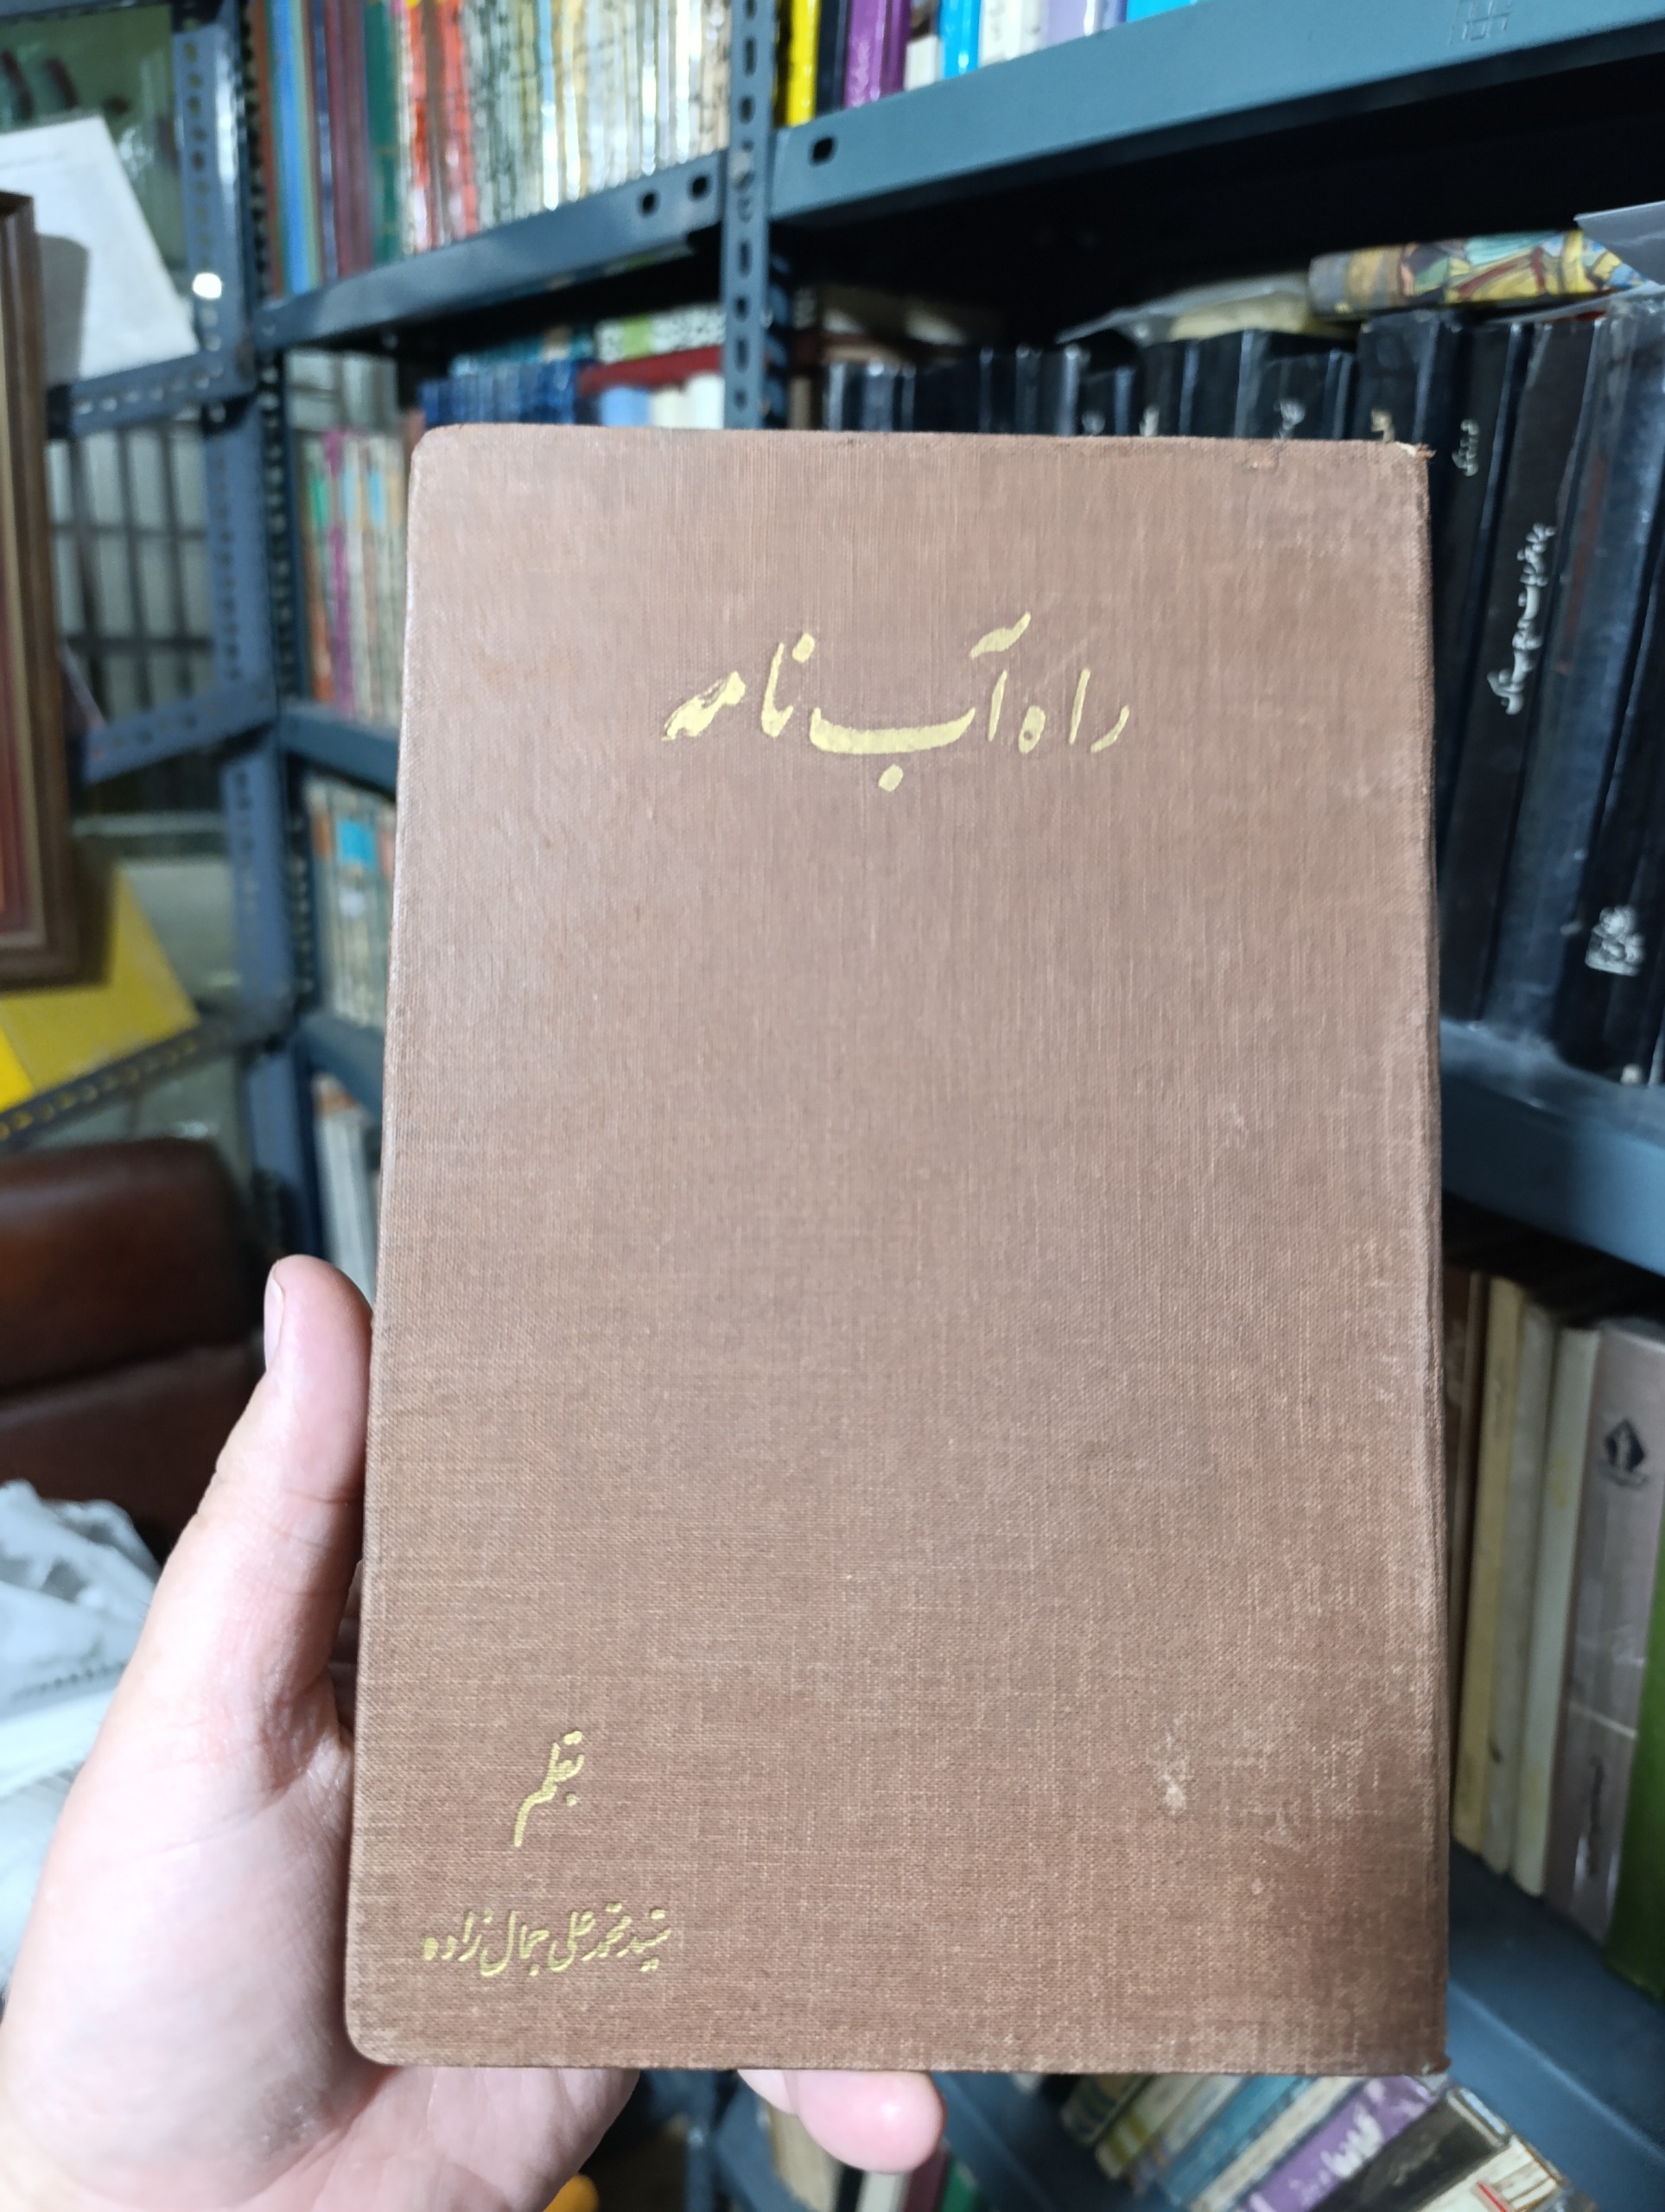 راه آب نامه
بقلم
سید محمد علی جمال زاده